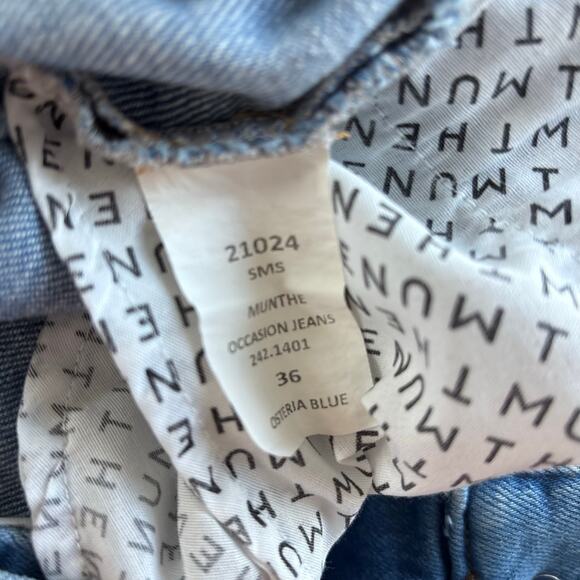 21024
SMS
MUNTHE
OCCASION JEANS
242.1401
36
OSTERIA BLUE